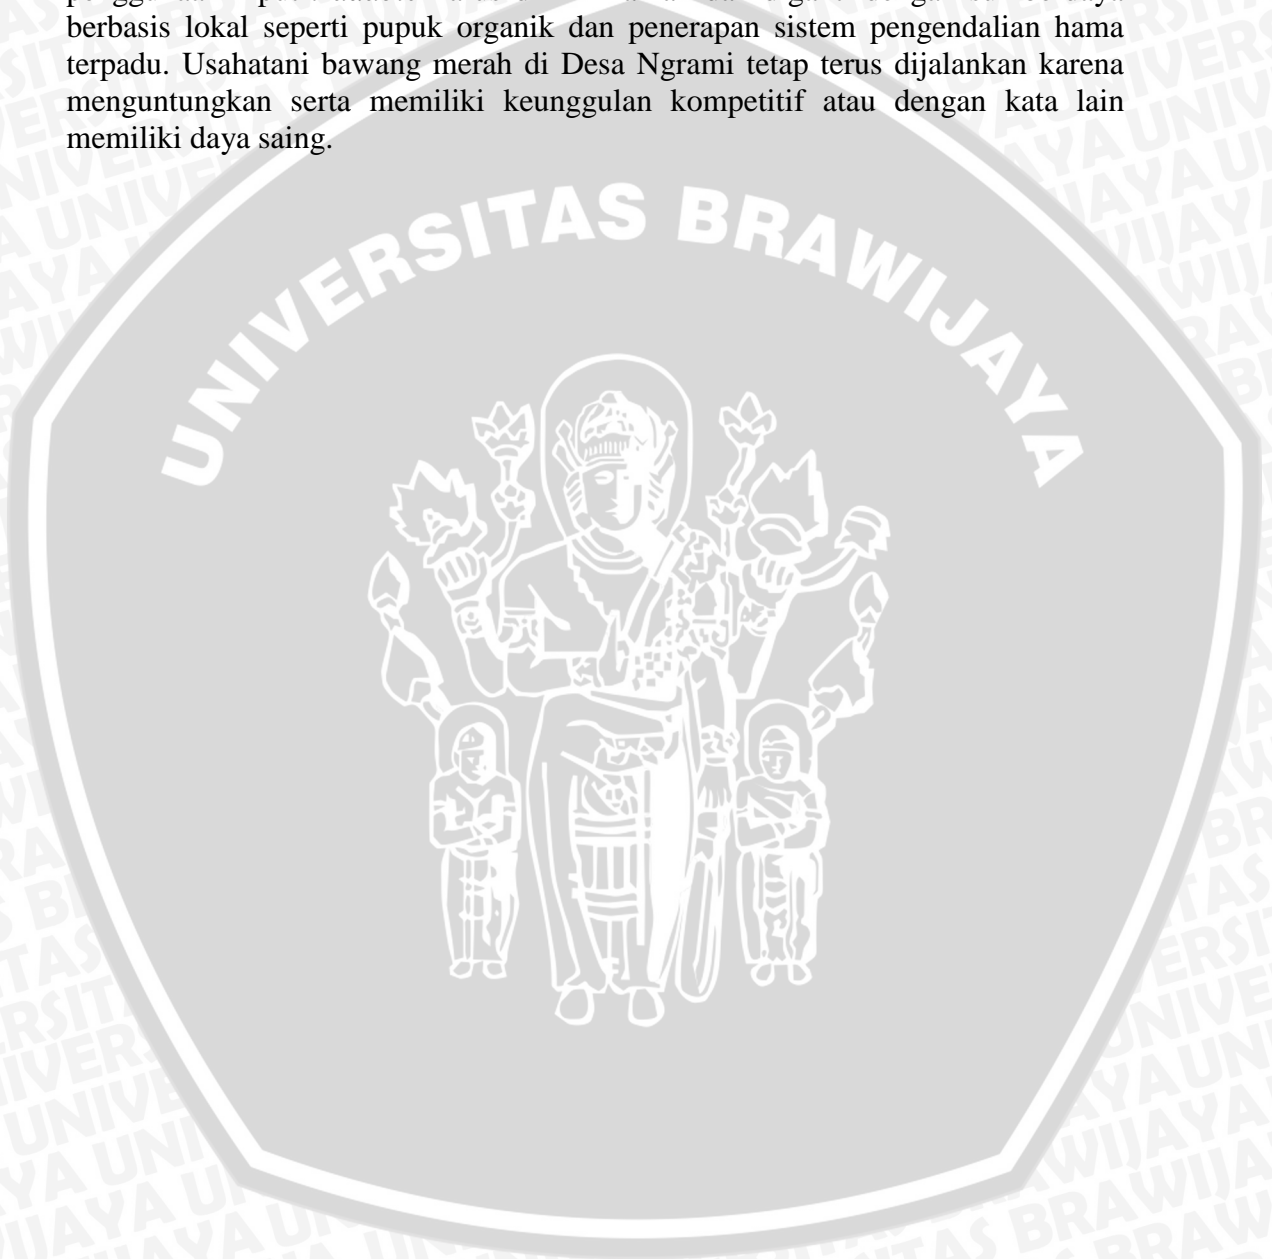 berbasis lokal seperti pupuk organik dan penerapan sistem pengendalian hama
terpadu. Usahatani bawang merah di Desa Ngrami tetap terus dijalankan karena
menguntungkan serta memiliki keunggulan kompetitif atau dengan kata lain
memiliki daya saing.
UNIVERSITAS BRAWIJAYA